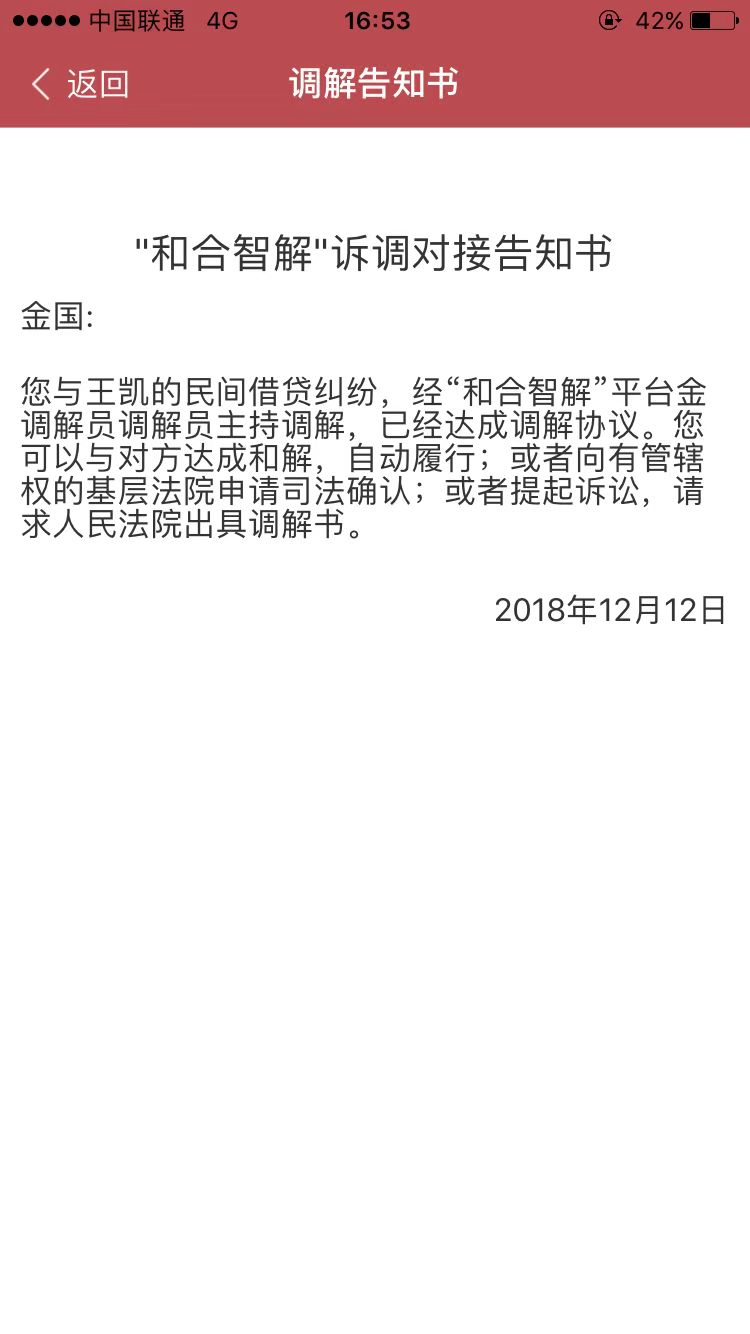 中国联通 4G 16:53 42%
返回 调解告知书
"和合智解"诉调对接告知书
金国:
您与王凯的民间借贷纠纷，经“和合智解”平台金
调解员调解员主持调解，已经达成调解协议。您
可以与对方达成和解，自动履行；或者向有管辖
权的基层法院申请司法确认；或者提起诉讼，请
求人民法院出具调解书。
2018年12月12日